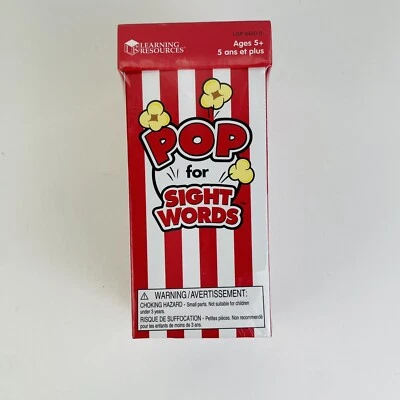 LEARNING
RESOURCES
Ages 5+
5 ans et plus
POP
for
SIGHT
WORDS
WARNING/AVERTISSEMENT:
CHOKING HAZARD - Small parts. Not suitable for children
under 3 years.
RISQUE DE SUFFOCATION - Petites pièces. Non recommendé
pour les enfants de moins de 3 ans.